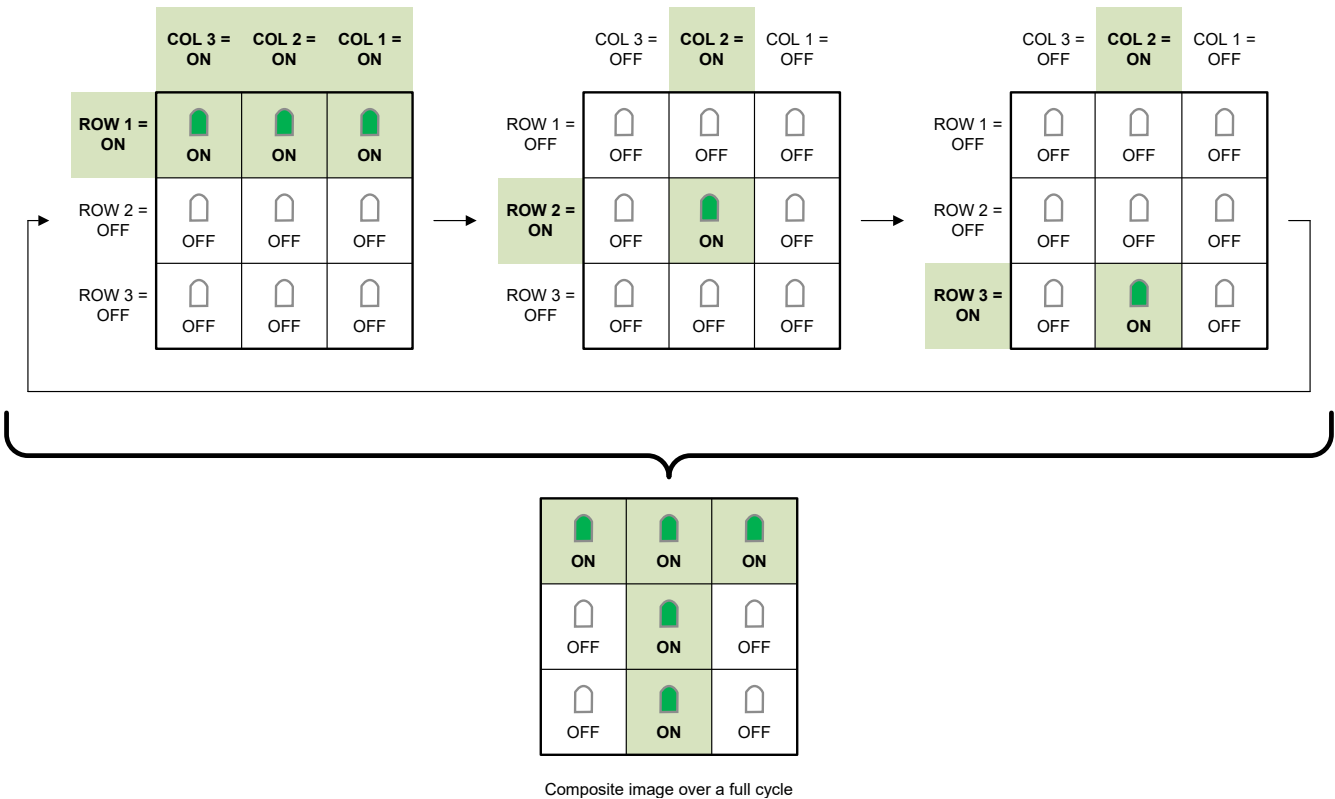 COL 3 =
ON
COL 2 =
ON
COL 1 =
ON
ROW 1 =
ON
ON
ON
ON
ROW 2 =
OFF
OFF
OFF
OFF
ROW 3 =
OFF
OFF
OFF
OFF
COL 3 =
OFF
COL 2 =
ON
COL 1 =
OFF
ROW 1 =
OFF
OFF
OFF
OFF
ROW 2 =
ON
OFF
ON
OFF
ROW 3 =
OFF
OFF
OFF
OFF
COL 3 =
OFF
COL 2 =
ON
COL 1 =
OFF
ROW 1 =
OFF
OFF
OFF
OFF
ROW 2 =
OFF
OFF
OFF
OFF
ROW 3 =
ON
OFF
ON
OFF
ON
ON
ON
OFF
ON
OFF
OFF
ON
OFF
Composite image over a full cycle